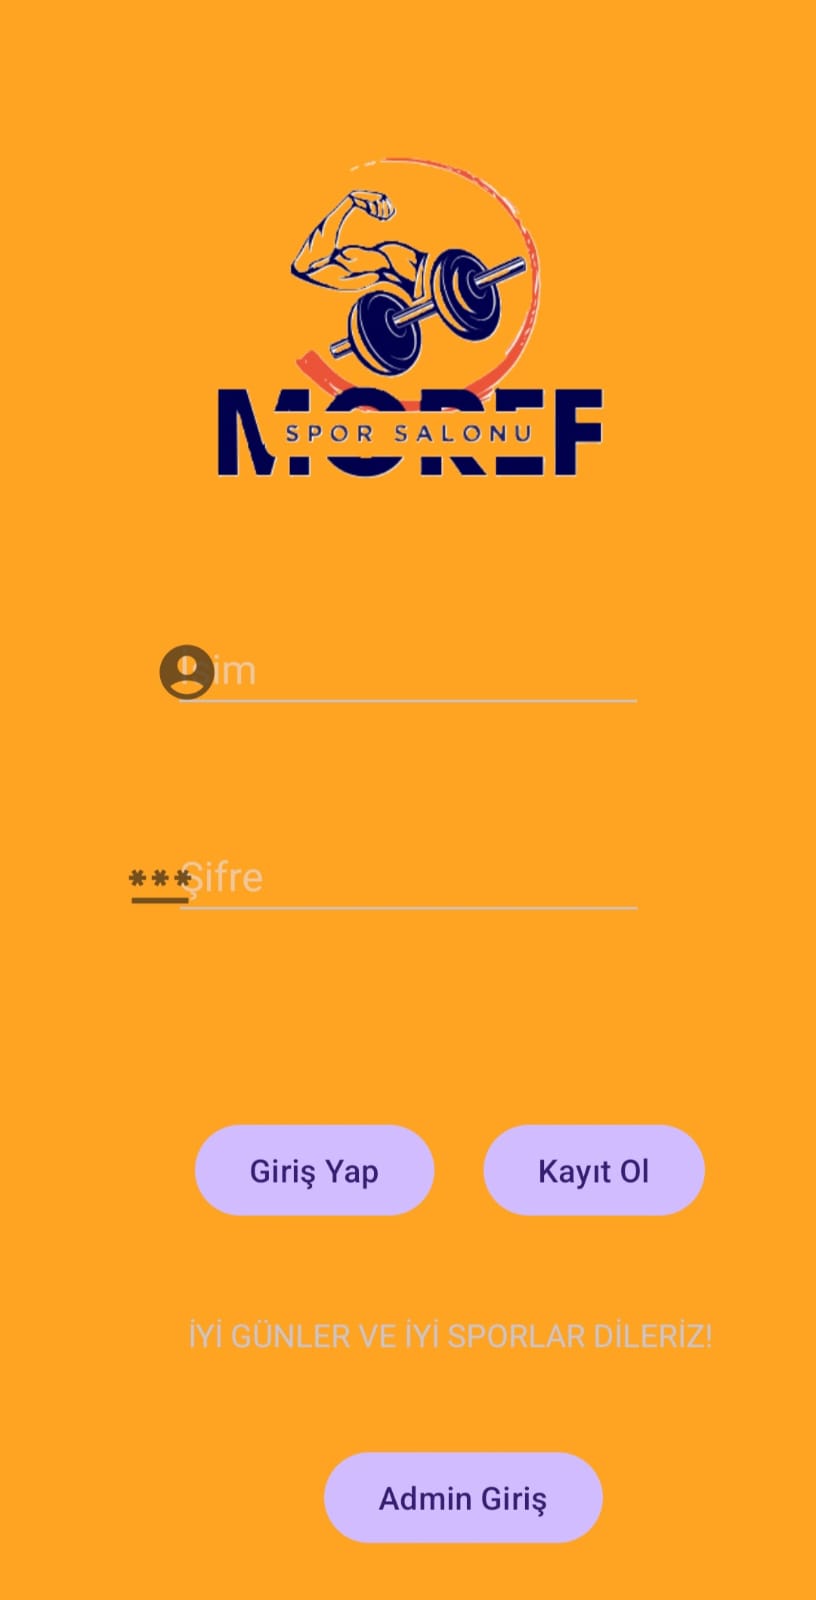 MOREF
SPOR SALONU
İsim
Şifre
Giriş Yap
Kayıt Ol
İYİ GÜNLER VE İYİ SPORLAR DİLERİZ!
Admin Giriş